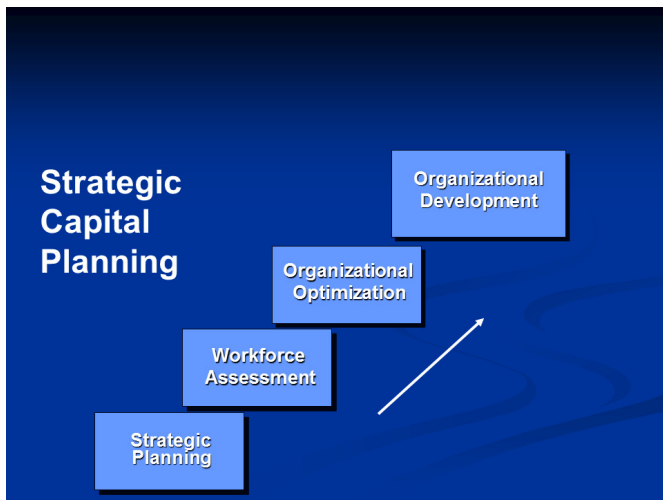 Strategic
Capital
Planning
Organizational
Development
Organizational
Optimization
Workforce
Assessment
Strategic
Planning